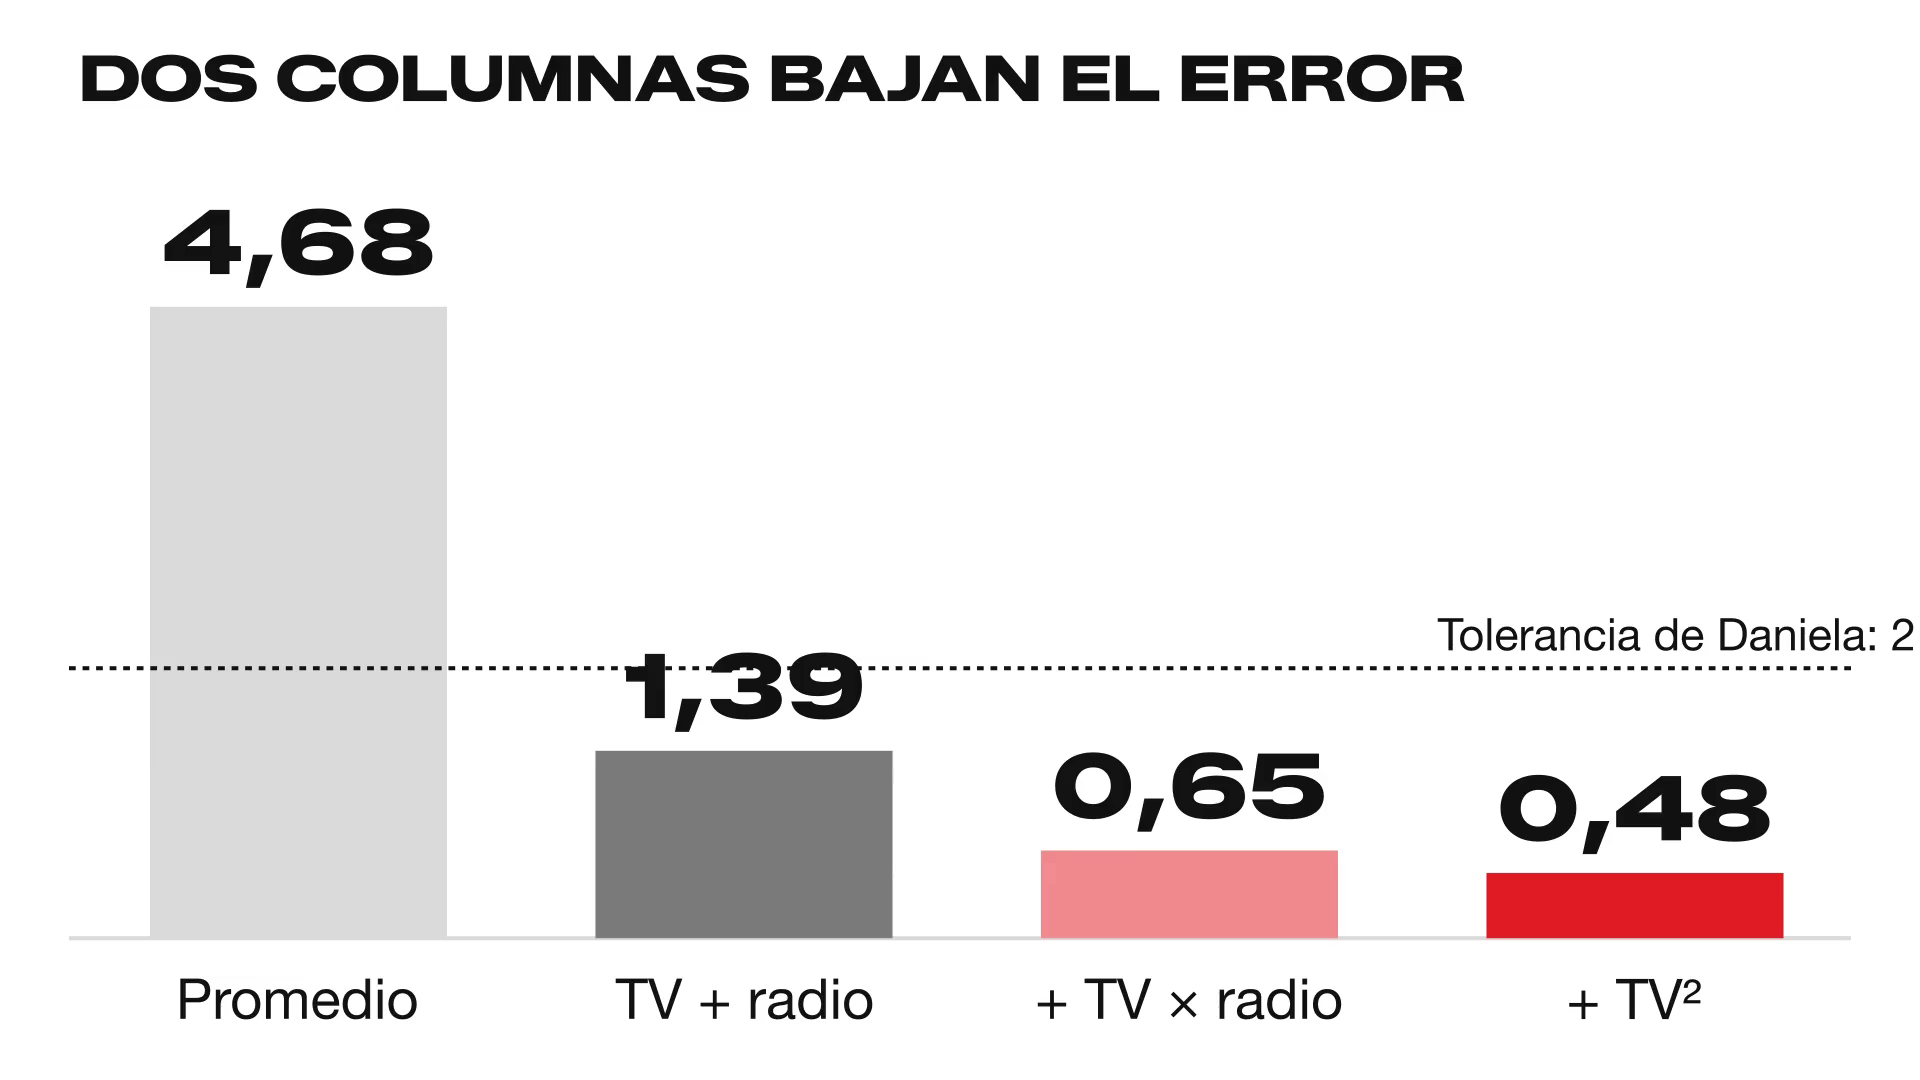 DOS COLUMNAS BAJAN EL ERROR
4,68
Tolerancia de Daniela: 2
1,39
0,65
0,48
Promedio
TV + radio
+ TV × radio
+ TV²